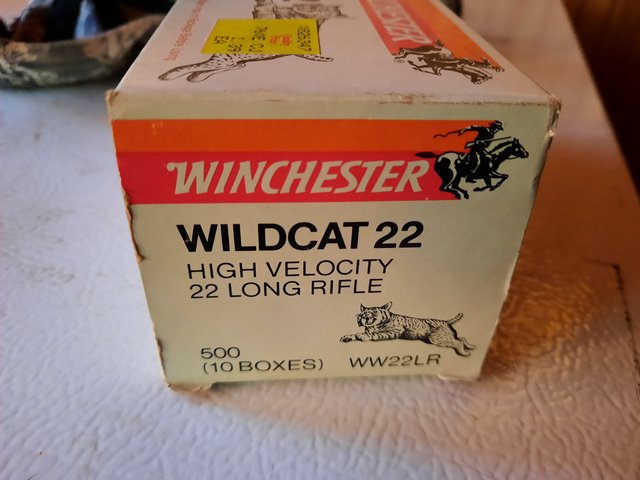 WINCHESTER
WILDCAT 22
HIGH VELOCITY
22 LONG RIFLE
500
(10 BOXES) WW22LR